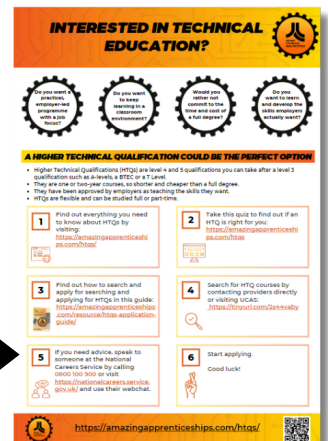 INTERESTED IN TECHNICAL
EDUCATION?
Do you want a
practical,
employer-led
programme
with a job
focus?
Do you want
to keep
learning in a
classroom
environment?
Would you
rather not
commit to the
time and cost of
a full degree?
Do you
want to learn
and develop the
skills employers
actually want?
A HIGHER TECHNICAL QUALIFICATION COULD BE THE PERFECT OPTION
• Higher Technical Qualifications (HTQs) are level 4 and 5 qualifications you can take after a level 3
qualification such as A-levels, a BTEC or a T Level.
• They are one or two-year courses, so shorter and cheaper than a full degree.
• They have been approved by employers as teaching the skills they want.
• HTQs are flexible and can be studied full or part-time.
1
Find out everything you need
to know about HTQs by
visiting:
https://amazingapprenticeshi
ps.com/htqs/
2
Take this quiz to find out if an
HTQ is right for you:
https://amazingapprenticeshi
ps.com/htqs
3
Find out how to search and
apply for searching and
applying for HTQs in this guide:
https://amazingapprenticeships
.com/resource/htqs-application-
guide/
4
Search for HTQ courses by
contacting providers directly
or visiting UCAS:
5
If you need advice, speak to
someone at the National
Careers Service by calling
0800 100 900 or visit
https://nationalcareers.service.
gov.uk/ and use their webchat.
6
Start applying.
Good luck!
https://amazingapprenticeships.com/htqs/